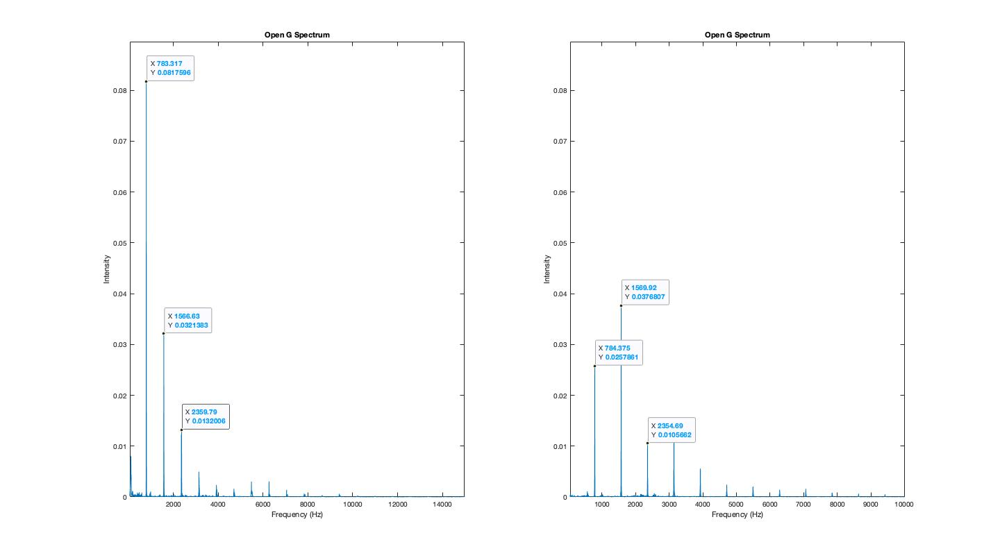 Open G Spectrum
X 783.317
Y 0.0817596
X 1566.63
Y 0.0321383
X 2359.79
Y 0.0132006
0.08
0.07
0.06
0.05
0.04
0.03
0.02
0.01
0
Intensity
2000 4000 6000 8000 10000 12000 14000
Frequency (Hz)
Open G Spectrum
X 1569.92
Y 0.0376807
X 784.375
Y 0.0257861
X 2354.69
Y 0.0105662
0.08
0.07
0.06
0.05
0.04
0.03
0.02
0.01
0
Intensity
1000 2000 3000 4000 5000 6000 7000 8000 9000 10000
Frequency (Hz)